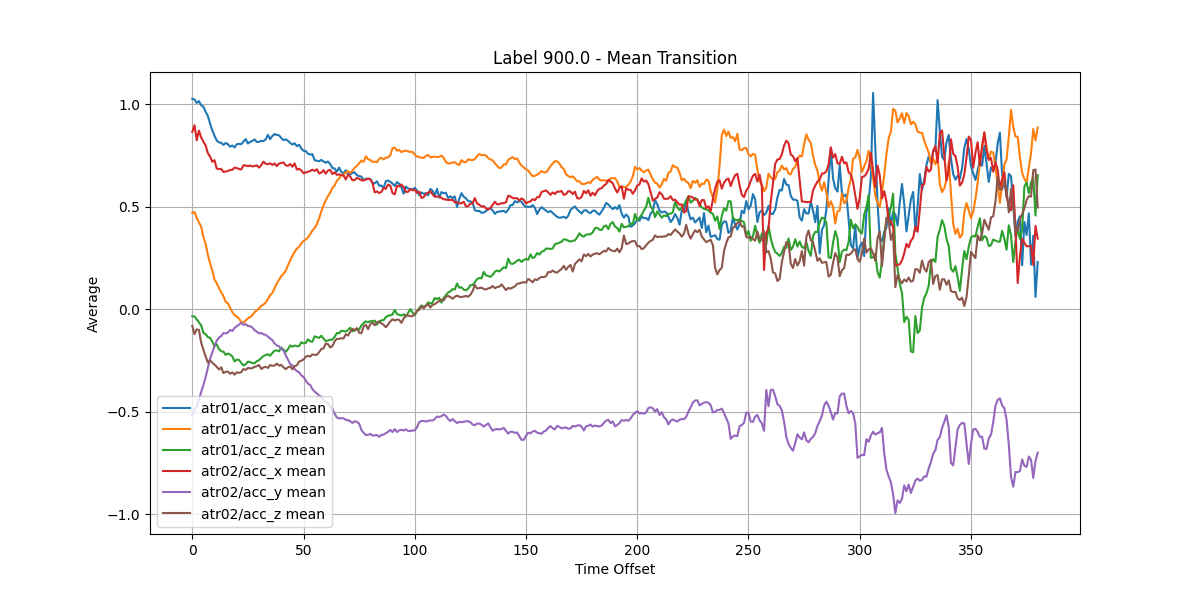 Label 900.0 - Mean Transition
1.0
0.5
0.0
−0.5
−1.0
Average
atr01/acc_x mean
atr01/acc_y mean
atr01/acc_z mean
atr02/acc_x mean
atr02/acc_y mean
atr02/acc_z mean
0 50 100 150 200 250 300 350
Time Offset